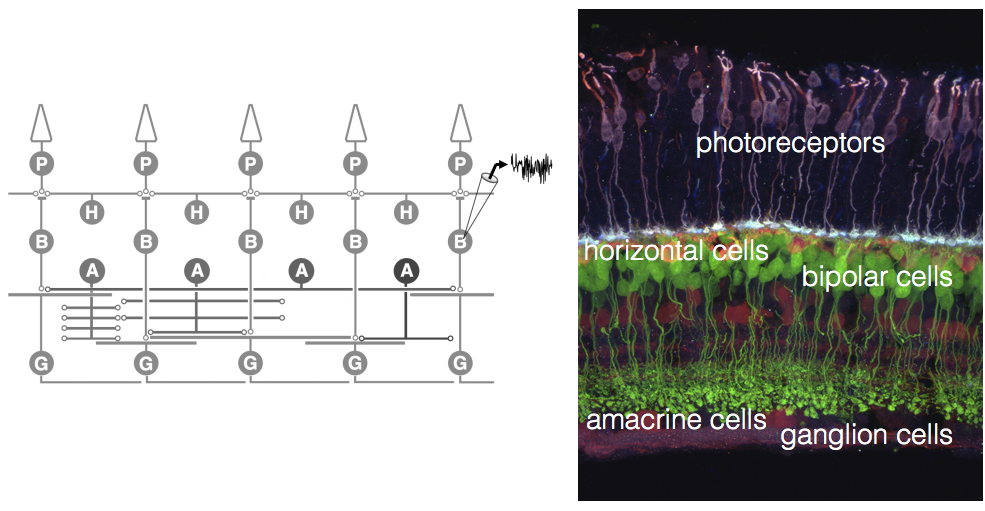 P P P P P
H H H H
B B B B B
A A A A
G G G G G
photoreceptors
horizontal cells
bipolar cells
amacrine cells
ganglion cells